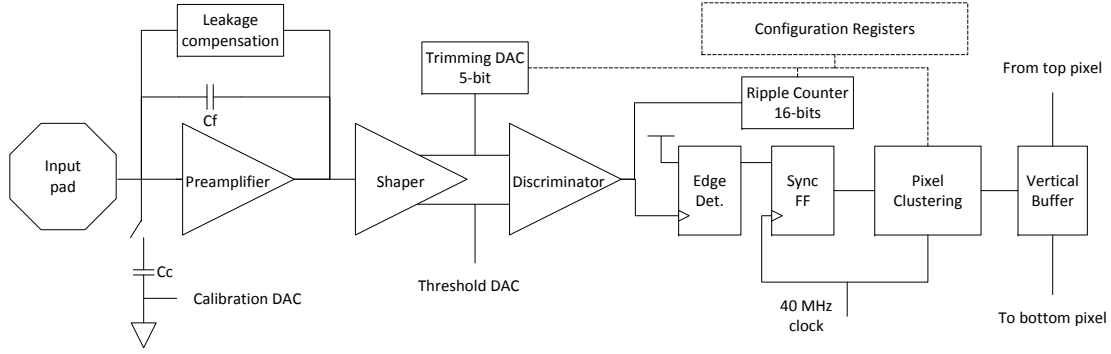 Leakage
compensation
Configuration Registers
Trimming DAC
5-bit
From top pixel
Ripple Counter
16-bits
Cf
Input
pad
Preamplifier
Shaper
Discriminator
Edge
Det.
Sync
FF
Pixel
Clustering
Vertical
Buffer
Cc
Calibration DAC
Threshold DAC
40 MHz
clock
To bottom pixel